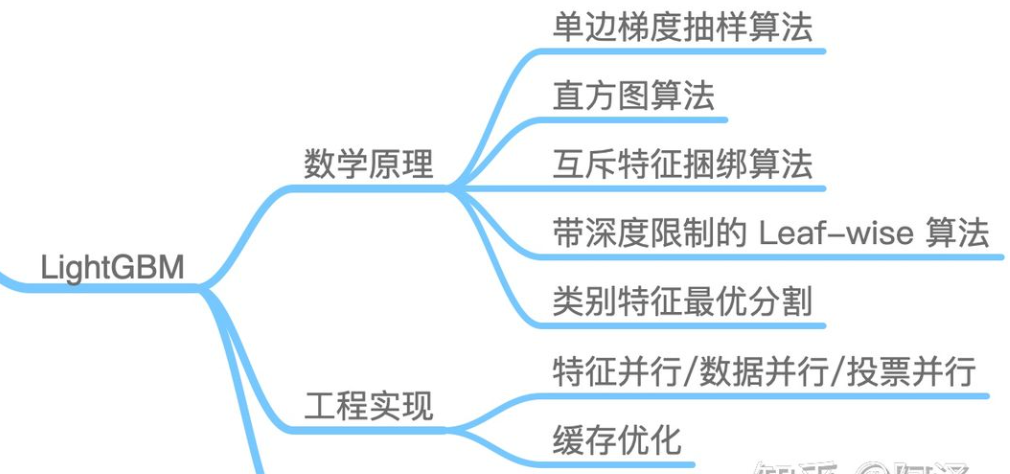 单边梯度抽样算法
直方图算法
数学原理
互斥特征捆绑算法
带深度限制的 Leaf-wise 算法
LightGBM
类别特征最优分割
特征并行/数据并行/投票并行
工程实现
缓存优化